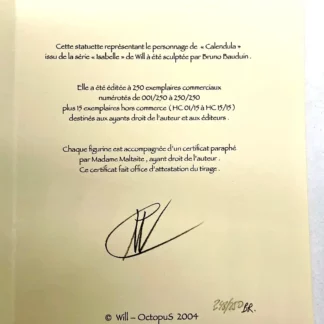 Cette statuette représentant le personnage de « Calendula »
issu de la série « Isabelle » de Will a été sculptée par Bruno Bauduin .
Elle a été éditée à 250 exemplaires commerciaux
numérotés de 001/250 à 250/250
plus 15 exemplaires hors commerce ( HC 01/15 à HC 15/15 )
destinés aux ayants droit de l'auteur et aux éditeurs .
Chaque figurine est accompagnée d'un certificat paraphé
par Madame Maltaite , ayant droit de l'auteur .
Ce certificat fait office d'attestation du tirage .
BR.
© Will – OctopuS 2004